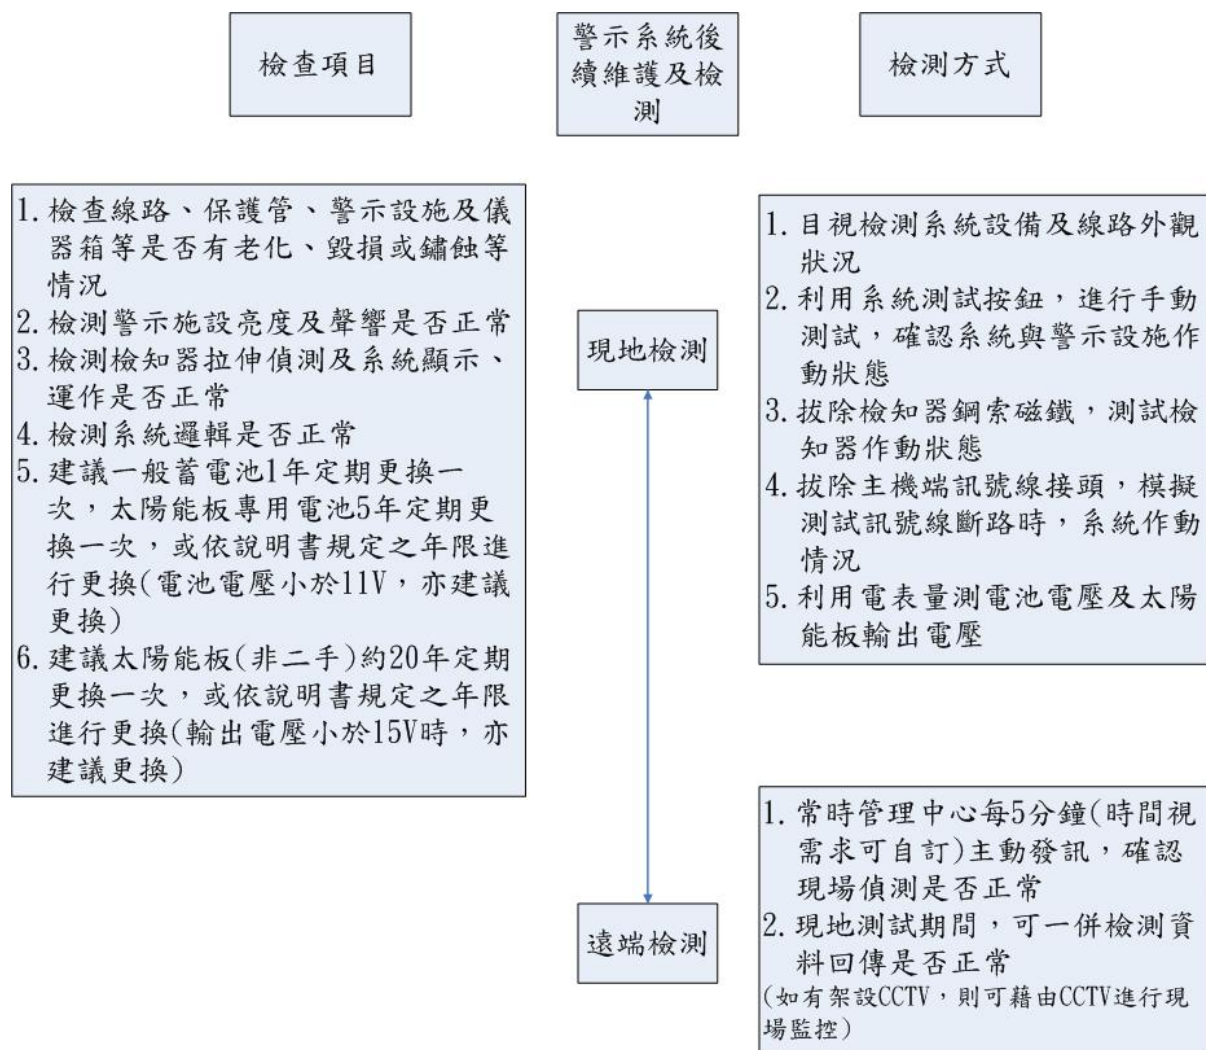 檢查項目
警示系統後
續維護及檢
測
檢測方式
1. 檢查線路、保護管、警示設施及儀
器箱等是否有老化、毀損或鏽蝕等
情況
2. 檢測警示施設亮度及聲響是否正常
3. 檢測檢知器拉伸偵測及系統顯示、
運作是否正常
4. 檢測系統邏輯是否正常
5. 建議一般蓄電池1年定期更換一
次，太陽能板專用電池5年定期更
換一次，或依說明書規定之年限進
行更換(電池電壓小於11V，亦建議
更換)
6. 建議太陽能板(非二手)約20年定期
更換一次，或依說明書規定之年限
進行更換(輸出電壓小於15V時，亦
建議更換)
現地檢測
1. 目視檢測系統設備及線路外觀
狀況
2. 利用系統測試按鈕，進行手動
測試，確認系統與警示設施作
動狀態
3. 拔除檢知器鋼索磁鐵，測試檢
知器作動狀態
4. 拔除主機端訊號線接頭，模擬
測試訊號線斷路時，系統作動
情況
5. 利用電表量測電池電壓及太陽
能板輸出電壓
遠端檢測
1. 常時管理中心每5分鐘(時間視
需求可自訂)主動發訊，確認
現場偵測是否正常
2. 現地測試期間，可一併檢測資
料回傳是否正常
(如有架設CCTV，則可藉由CCTV進行現
場監控)